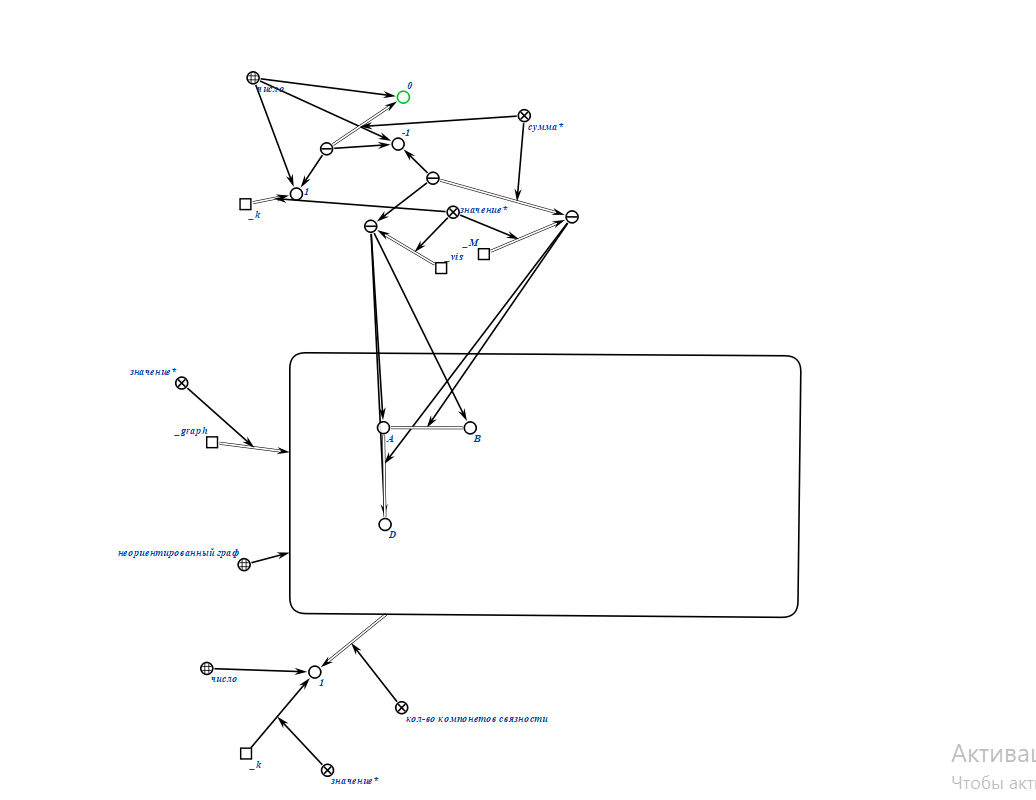 0
число
сумма*
-1
1
_k
значение*
_M
_vis
значение*
_graph
A
B
D
неориентированный граф
число
1
кол-во компонетов связности
_k
значение*
Активац
Чтобы акти